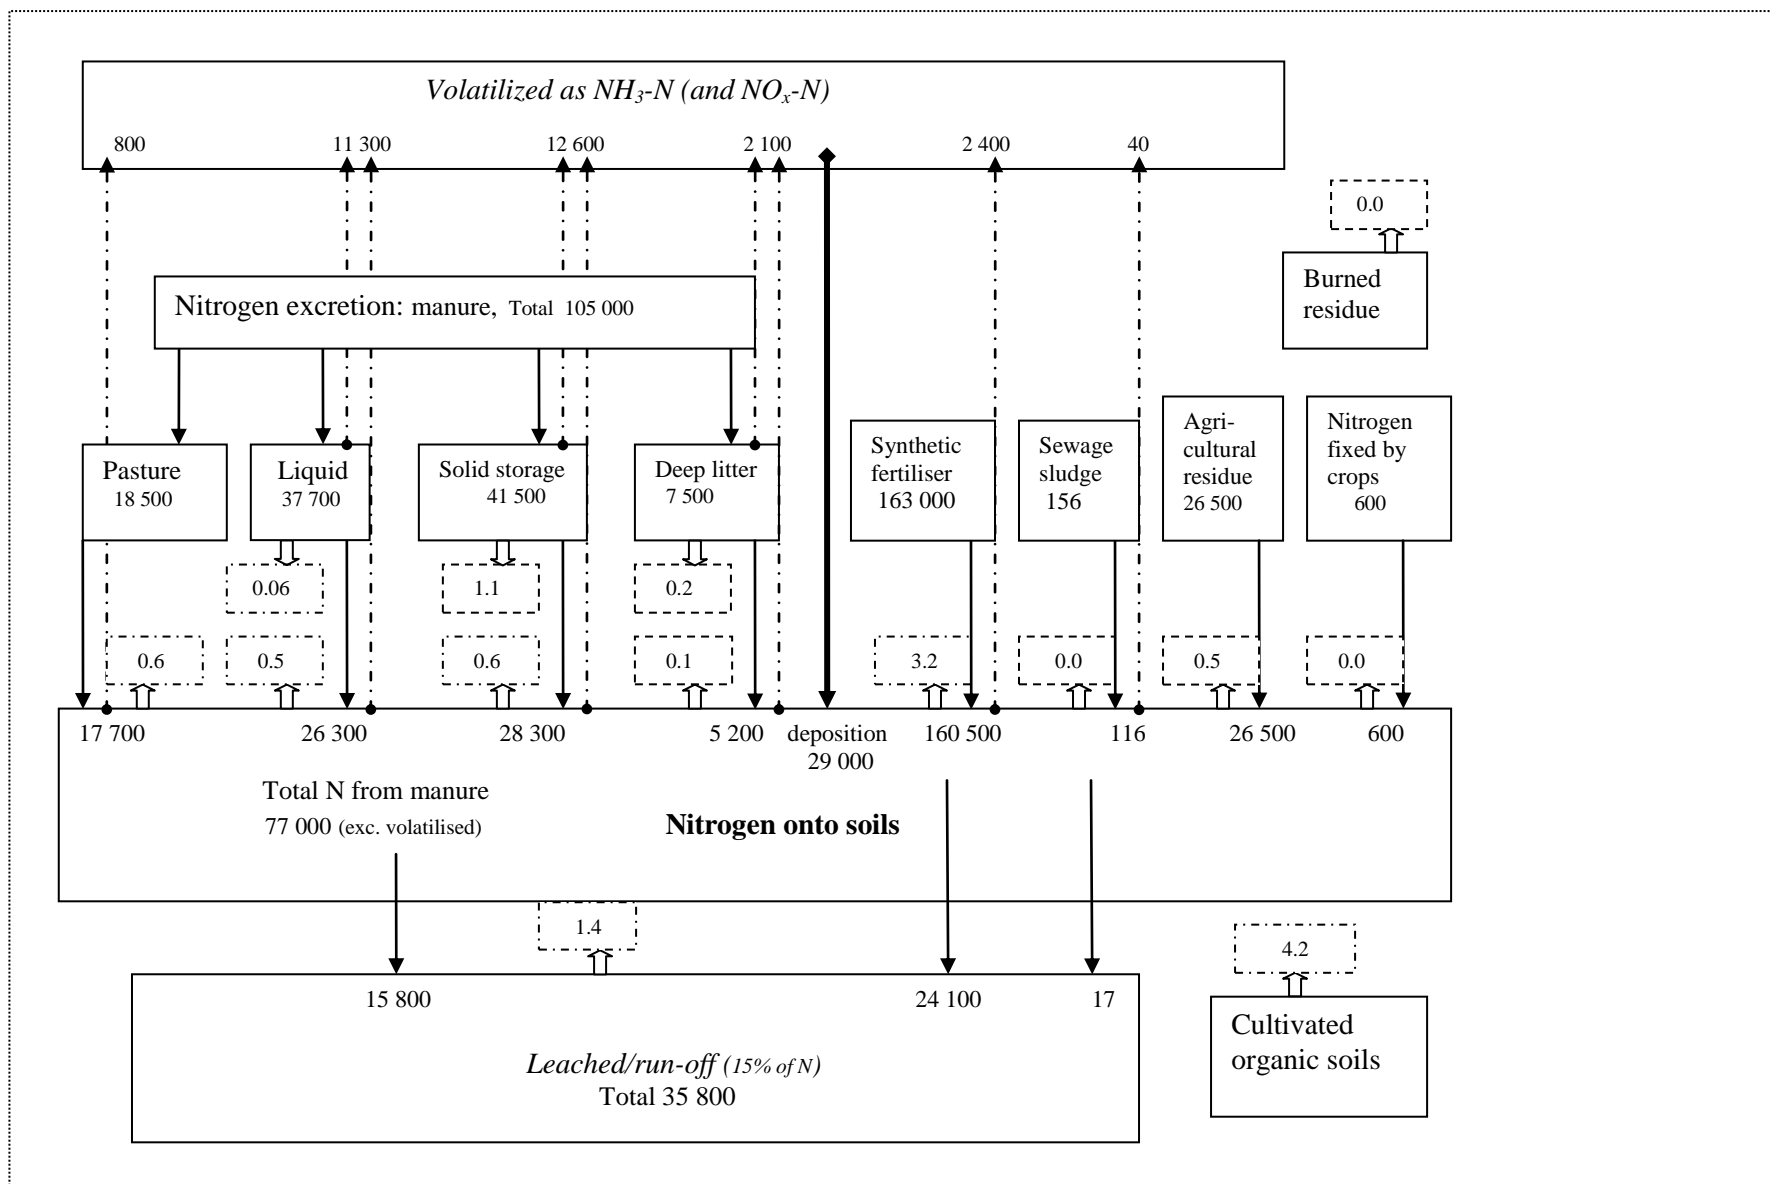 Volatilized as NH3-N (and NOx-N)
800 11 300 12 600 2 100 2 400 40
0.0
Burned
residue
Nitrogen excretion: manure, Total 105 000
Pasture
18 500
Liquid
37 700
Solid storage
41 500
Deep litter
7 500
Synthetic
fertiliser
163 000
Sewage
sludge
156
Agri-
cultural
residue
26 500
Nitrogen
fixed by
crops
600
0.06 1.1 0.2
0.6 0.5 0.6 0.1 3.2 0.0 0.5 0.0
17 700 26 300 28 300 5 200 deposition 160 500 116 26 500 600
29 000
Total N from manure
77 000 (exc. volatilised)
Nitrogen onto soils
1.4
4.2
15 800 24 100 17
Leached/run-off (15% of N)
Total 35 800
Cultivated
organic soils